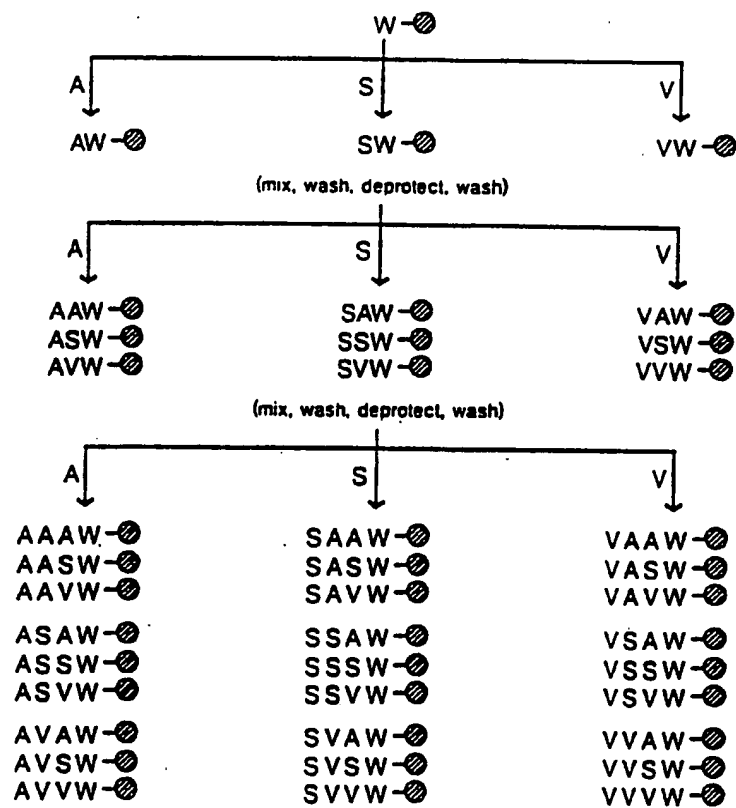 W
A S V
AW SW VW
(mix, wash, deprotect, wash)
A S V
AAW SAW VAW
ASW SSW VSW
AVW SVW VVW
(mix, wash, deprotect, wash)
A S V
AAAW SAAW VAAW
AASW SASW VASW
AAVW SAVW VAVW
ASAW SSAW VSAW
ASSW SSSW VSSW
ASVW SSVW VSVW
AVAW SVAW VVAW
AVSW SVSW VVSW
AVVW SVVW VVVW